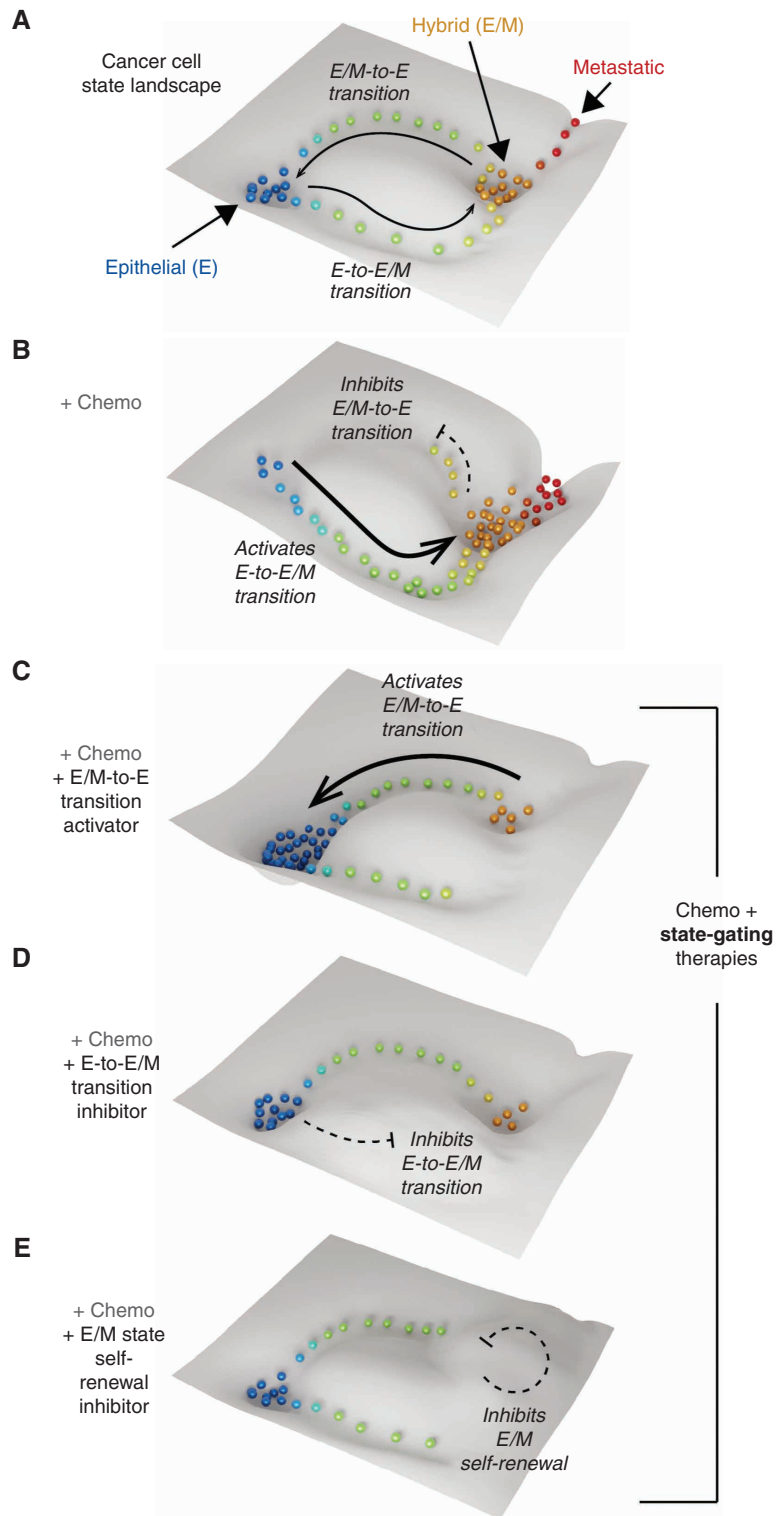 A
Cancer cell
state landscape
E/M-to-E
transition
Hybrid (E/M)
Metastatic
Epithelial (E)
E-to-E/M
transition
B
+ Chemo
Inhibits
E/M-to-E
transition
Activates
E-to-E/M
transition
C
+ Chemo
+ E/M-to-E
transition
activator
Activates
E/M-to-E
transition
Chemo +
state-gating
therapies
D
+ Chemo
+ E-to-E/M
transition
inhibitor
Inhibits
E-to-E/M
transition
E
+ Chemo
+ E/M state
self-
renewal
inhibitor
Inhibits
E/M
self-renewal